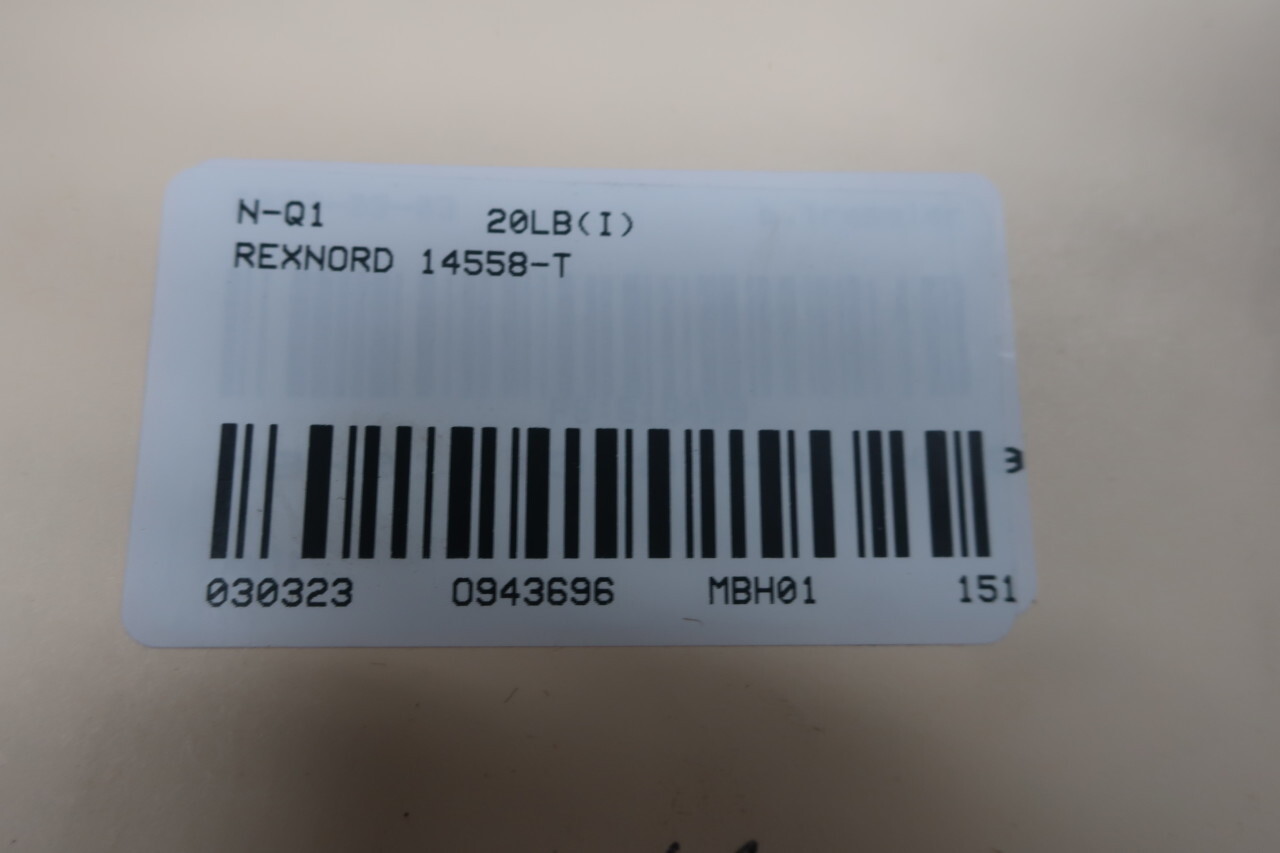 N-Q1 20LB(I)
REXNORD 14558-T
3
030323 0943696 MBH01 151